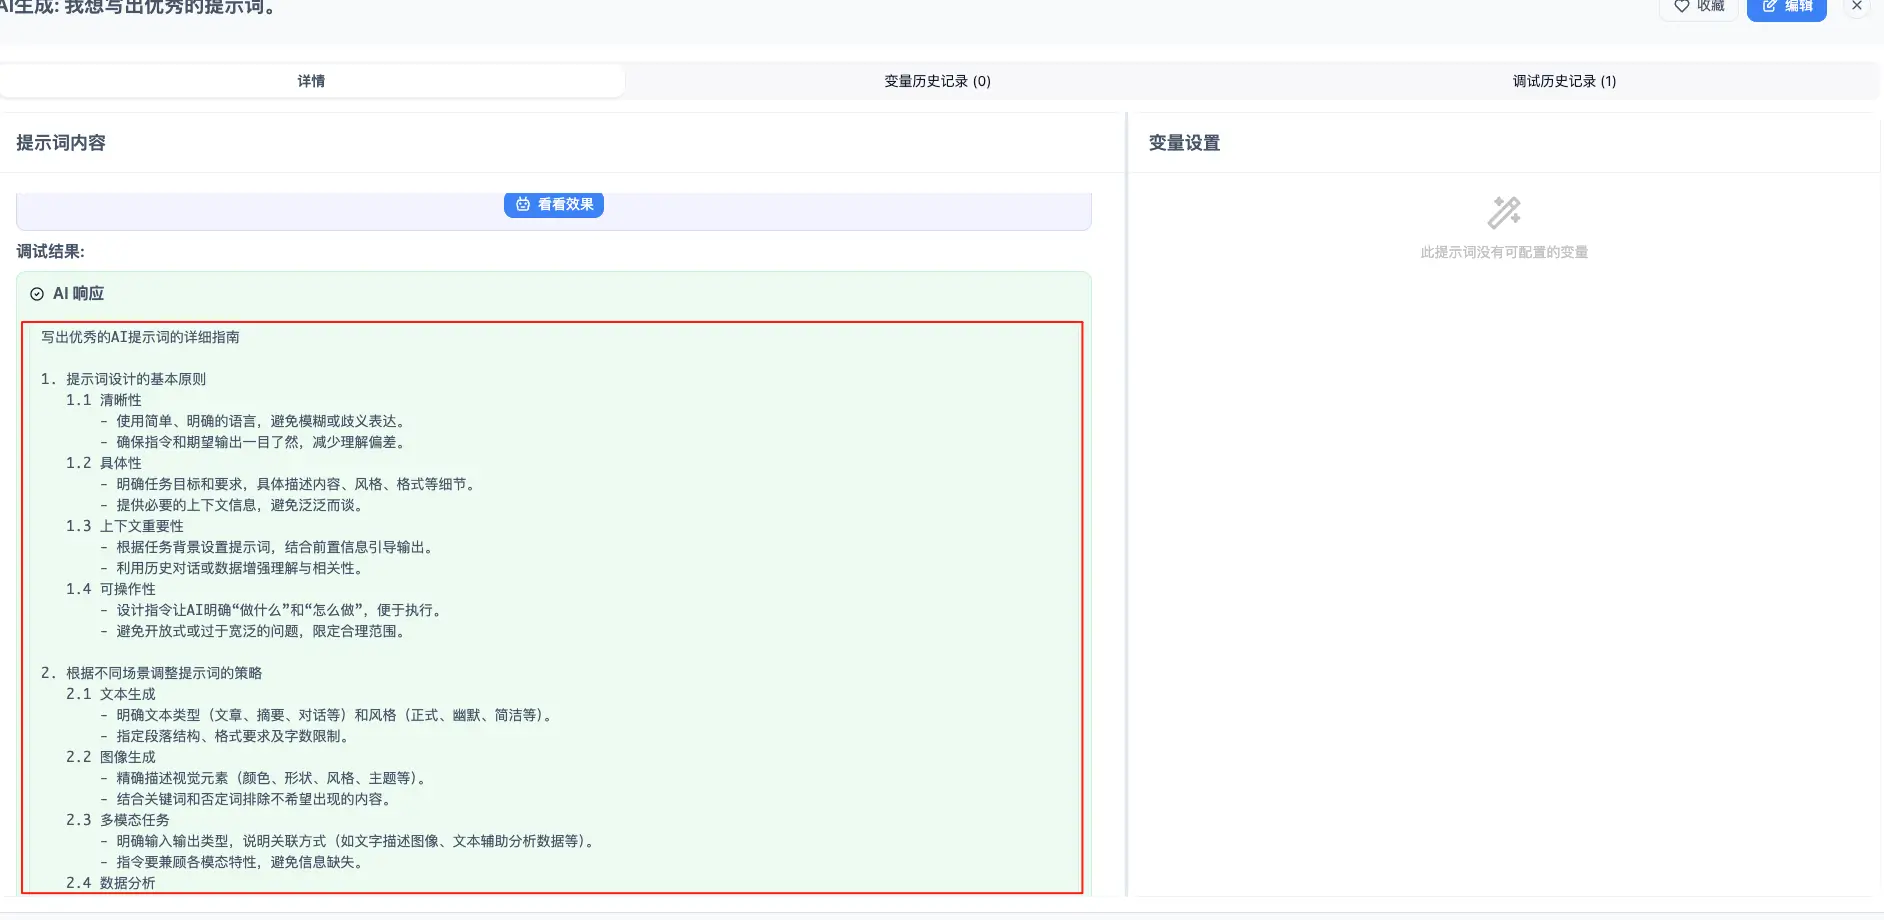 AI生成: 我想写出优秀的提示词。
收藏
编辑
详情
变量历史记录 (0)
调试历史记录 (1)
提示词内容
变量设置
看看效果
此提示词没有可配置的变量
调试结果:
AI 响应
写出优秀的AI提示词的详细指南
1. 提示词设计的基本原则
1.1 清晰性
- 使用简单、明确的语言，避免模糊或歧义表达。
- 确保指令和期望输出一目了然，减少理解偏差。
1.2 具体性
- 明确任务目标和要求，具体描述内容、风格、格式等细节。
- 提供必要的上下文信息，避免泛泛而谈。
1.3 上下文重要性
- 根据任务背景设置提示词，结合前置信息引导输出。
- 利用历史对话或数据增强理解与相关性。
1.4 可操作性
- 设计指令让AI明确“做什么”和“怎么做”，便于执行。
- 避免开放式或过于宽泛的问题，限定合理范围。
2. 根据不同场景调整提示词的策略
2.1 文本生成
- 明确文本类型（文章、摘要、对话等）和风格（正式、幽默、简洁等）。
- 指定段落结构、格式要求及字数限制。
2.2 图像生成
- 精确描述视觉元素（颜色、形状、风格、主题等）。
- 结合关键词和否定词排除不希望出现的内容。
2.3 多模态任务
- 明确输入输出类型，说明关联方式（如文字描述图像、文本辅助分析数据等）。
- 指令要兼顾各模态特性，避免信息缺失。
2.4 数据分析